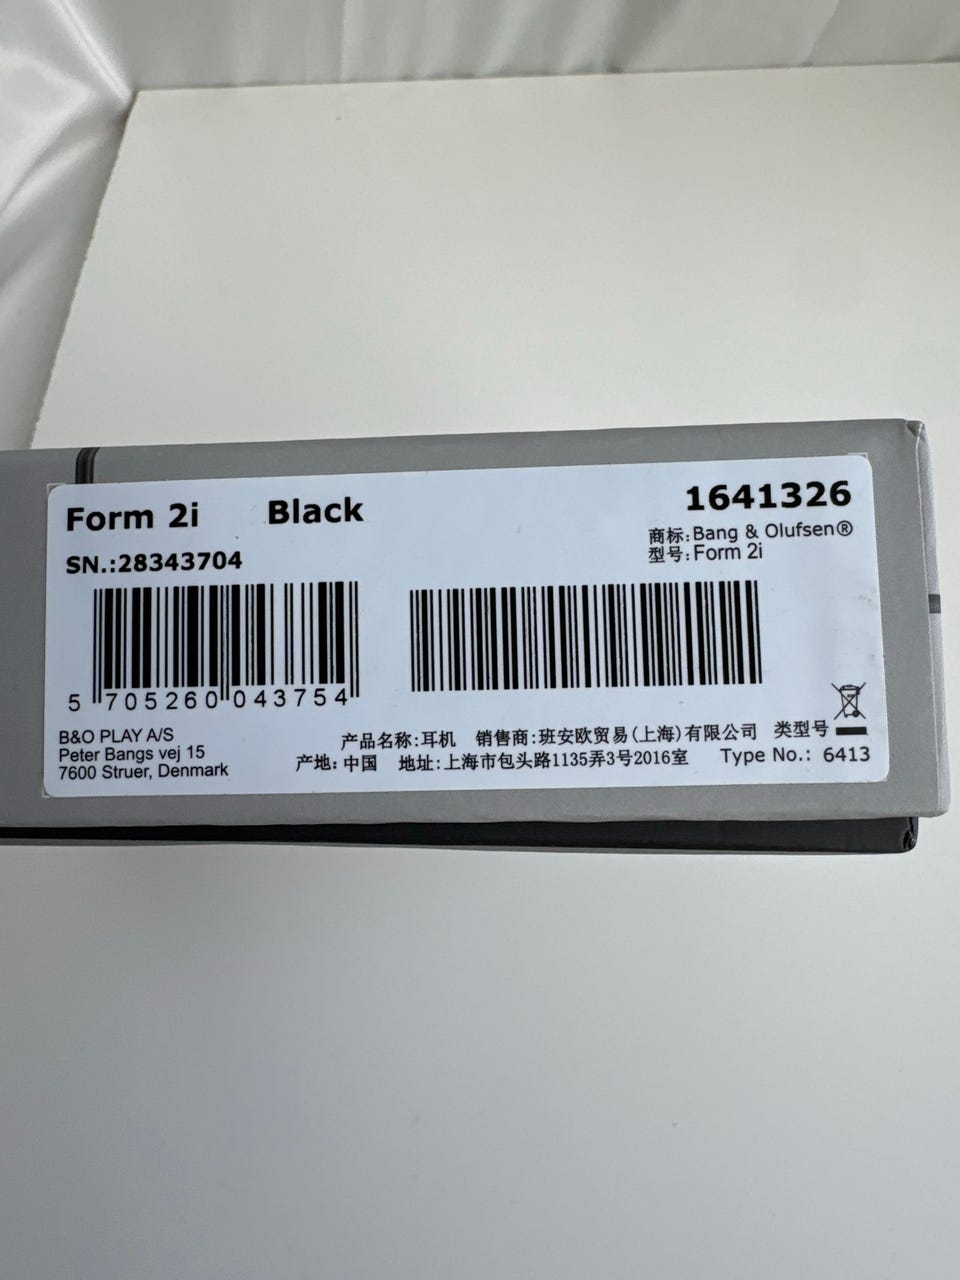 Form 2i Black 1641326
商标:Bang & Olufsen®
型号:Form 2i
SN.:28343704
5 705260 043754
B&O PLAY A/S
Peter Bangs vej 15
7600 Struer, Denmark
产品名称:耳机 销售商:班安欧贸易(上海)有限公司 类型号
产地:中国 地址:上海市包头路1135弄3号2016室 Type No.: 6413